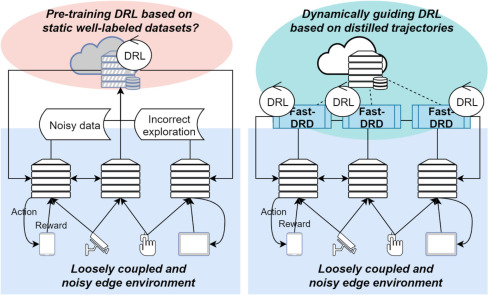 Pre-training DRL based on
static well-labeled datasets?
DRL
Noisy data
Incorrect
exploration
Action
Reward
Loosely coupled and
noisy edge environment
Dynamically guiding DRL
based on distilled trajectories
DRL
DRL
DRL
Fast-
DRD
Fast-
DRD
Fast-
DRD
Action
Reward
Loosely coupled and
noisy edge environment